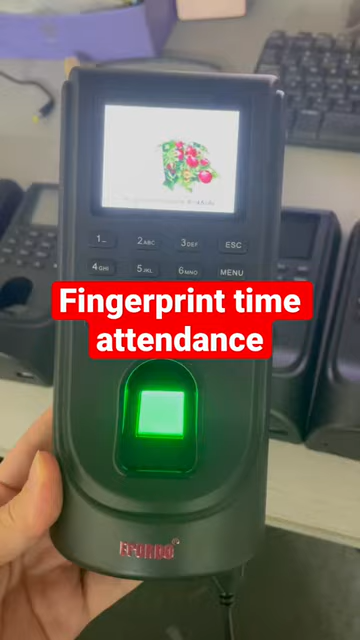 1
2ABC
3DEF
ESC
4GHI
5JKL
6MNO
MENU
Fingerprint time
attendance